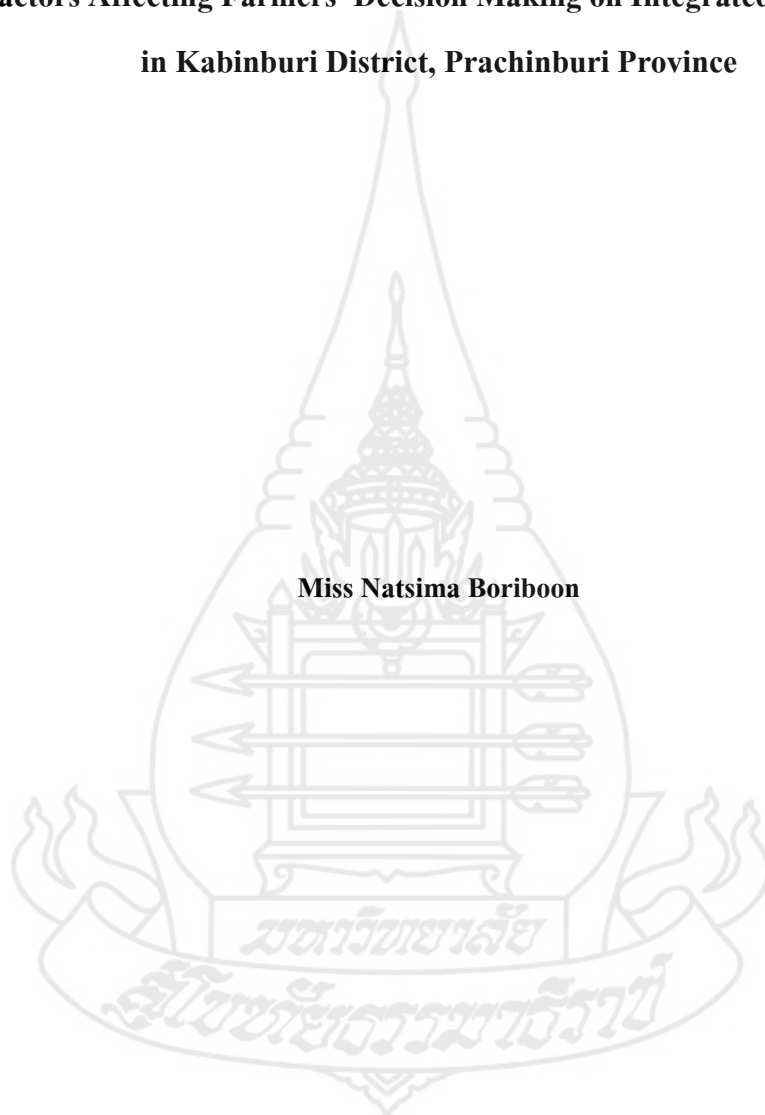 actors Affecting Farmers' Decision Making on Integrated
in Kabinburi District, Prachinburi Province
Miss Natsima Boriboon
มหาวิทยาลัย
สุโขทัยธรรมาธิราช